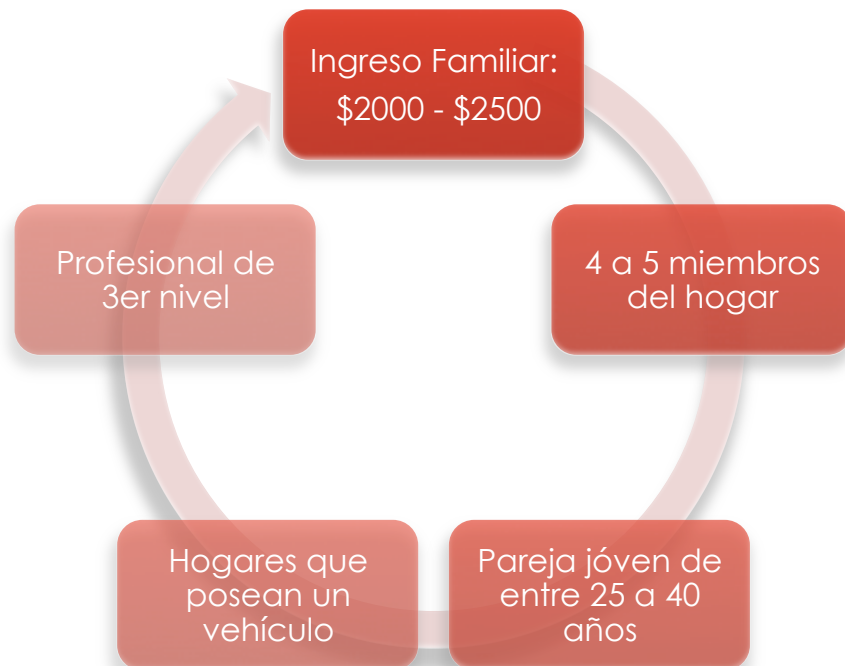 Ingreso Familiar:
$2000 - $2500
4 a 5 miembros
del hogar
Pareja jóven de
entre 25 a 40
años
Hogares que
posean un
vehículo
Profesional de
3er nivel